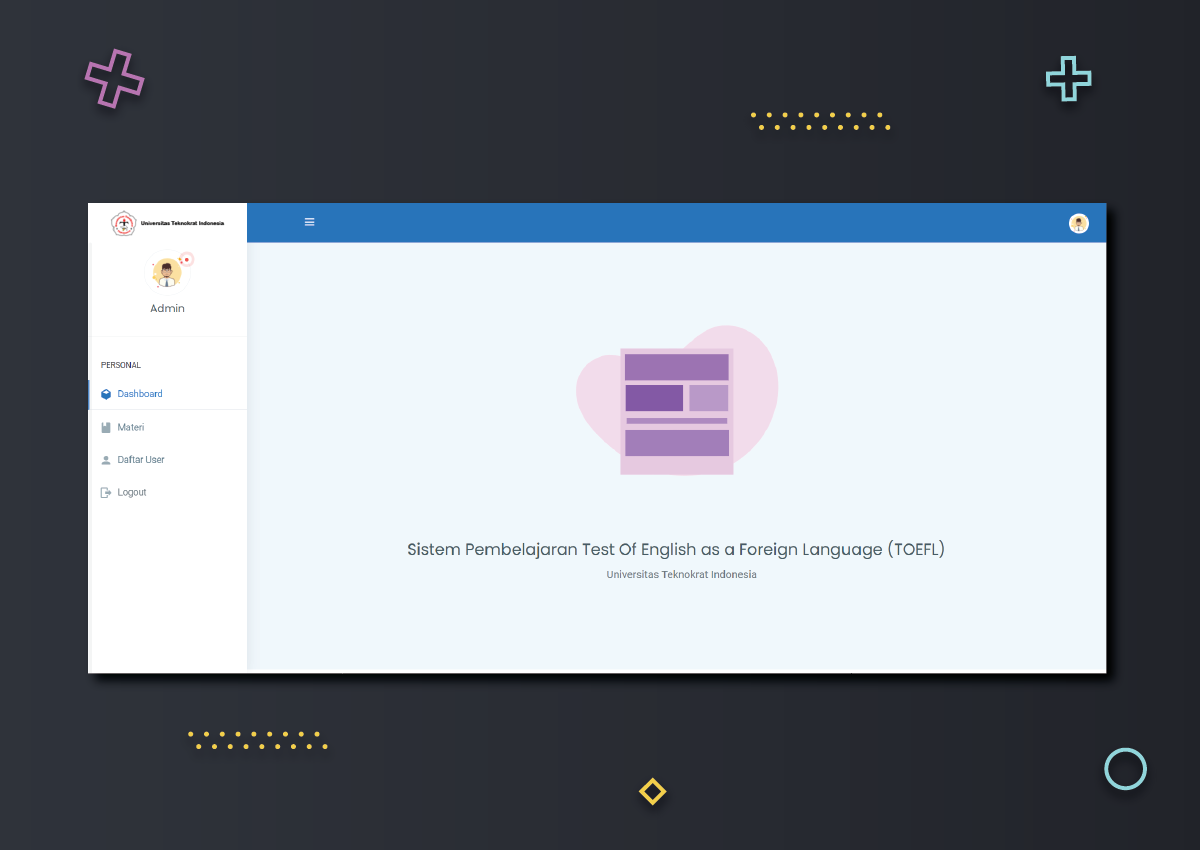 Universitas Teknokrat Indonesia
Admin
PERSONAL
Dashboard
Materi
Daftar User
Logout
Sistem Pembelajaran Test Of English as a Foreign Language (TOEFL)
Universitas Teknokrat Indonesia